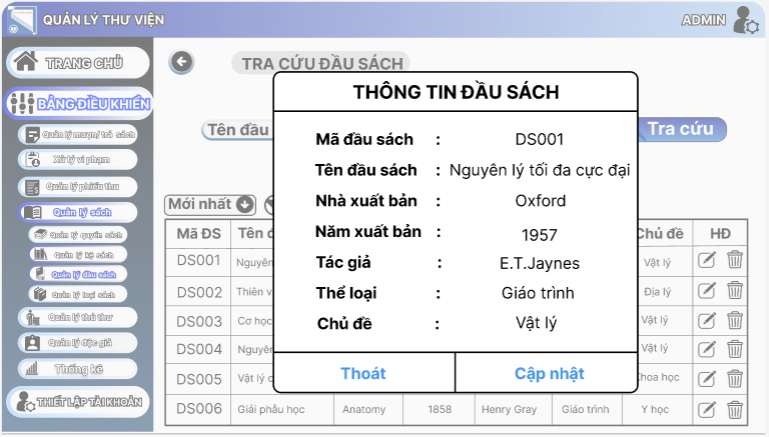 QUẢN LÝ THƯ VIỆN
ADMIN
TRANG CHỦ
BẢNG ĐIỀU KHIỂN
Quản lý mượn/ trả sách
Xử lý vi phạm
Quản lý phiếu thu
Quản lý sách
Quản lý quyển sách
Quản lý kệ sách
Quản lý đầu sách
Quản lý loại sách
Quản lý thủ thư
Quản lý độc giả
Thống kê
THIẾT LẬP TÀI KHOẢN
TRA CỨU ĐẦU SÁCH
Tên đầu
Tra cứu
Mới nhất
THÔNG TIN ĐẦU SÁCH
Mã đầu sách : DS001
Tên đầu sách : Nguyên lý tối đa cực đại
Nhà xuất bản : Oxford
Năm xuất bản : 1957
Tác giả : E.T.Jaynes
Thể loại : Giáo trình
Chủ đề : Vật lý
Thoát Cập nhật
Mã ĐS Tên Chủ đề HĐ
DS001 Nguyên Vật lý
DS002 Thiên Địa lý
DS003 Cơ học Vật lý
DS004 Nguyên Vật lý
DS005 Vật lý Khoa học
DS006 Giải phẫu học Anatomy 1858 Henry Gray Giáo trình Y học